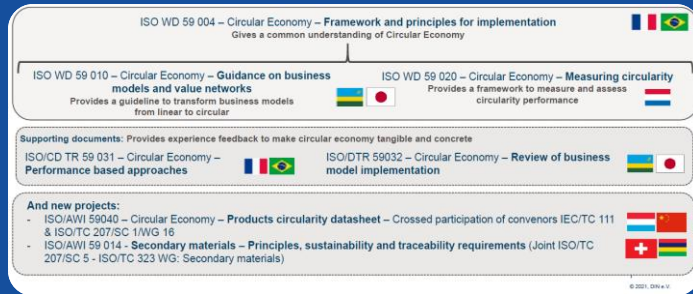 ISO WD 59 004 – Circular Economy – Framework and principles for implementation
Gives a common understanding of Circular Economy
ISO WD 59 010 – Circular Economy – Guidance on business
models and value networks
Provides a guideline to transform business models
from linear to circular
ISO WD 59 020 – Circular Economy – Measuring circularity
Provides a framework to measure and assess
circularity performance
Supporting documents: Provides experience feedback to make circular economy tangible and concrete
ISO/CD TR 59 031 – Circular Economy –
Performance based approaches
ISO/DTR 59032 – Circular Economy – Review of business
model implementation
And new projects:
- ISO/AWI 59040 – Circular Economy – Products circularity datasheet – Crossed participation of convenors IEC/TC 111
& ISO/TC 207/SC 1/WG 16
- ISO/AWI 59 014 - Secondary materials – Principles, sustainability and traceability requirements (Joint ISO/TC
207/SC 5 - ISO/TC 323 WG: Secondary materials)
© 2021, DIN e.V.